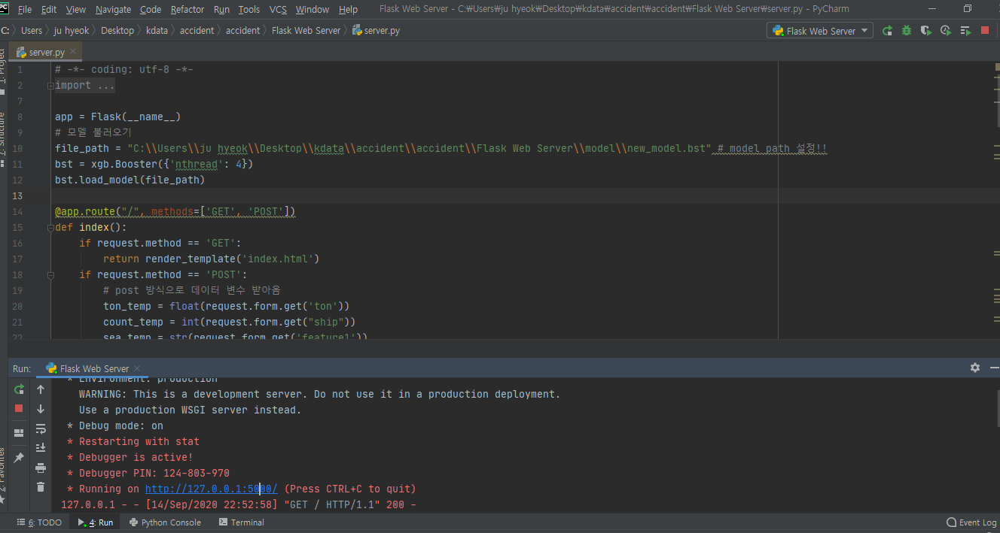 PC File Edit View Navigate Code Refactor Run Tools VCS Window Help Flask Web Server - C:₩Users₩ju hyeok₩Desktop₩kdata₩accident₩accident₩Flask Web Server₩server.py - PyCharm
C: Users ju hyeok Desktop kdata accident accident Flask Web Server server.py Flask Web Server
server.py
1 # -*- coding: utf-8 -*-
2 import ...
7
8 app = Flask(__name__)
9 # 모델 불러오기
10 file_path = "C:\\Users\\ju hyeok\\Desktop\\kdata\\accident\\accident\\Flask Web Server\\model\\new_model.bst" # model path 설정!!
11 bst = xgb.Booster({'nthread': 4})
12 bst.load_model(file_path)
13
14 @app.route("/", methods=['GET', 'POST'])
15 def index():
16 if request.method == 'GET':
17 return render_template('index.html')
18 if request.method == 'POST':
19 # post 방식으로 데이터 변수 받아옴
20 ton_temp = float(request.form.get('ton'))
21 count_temp = int(request.form.get("ship"))
22 sea_temp = str(request.form.get('feature1'))
1: Project
7: Structure
2: Favorites
Run: Flask Web Server
* Environment: production
WARNING: This is a development server. Do not use it in a production deployment.
Use a production WSGI server instead.
* Debug mode: on
* Restarting with stat
* Debugger is active!
* Debugger PIN: 124-803-970
* Running on http://127.0.0.1:5000/ (Press CTRL+C to quit)
127.0.0.1 - - [14/Sep/2020 22:52:58] "GET / HTTP/1.1" 200 -
6: TODO 4: Run Python Console Terminal Event Log